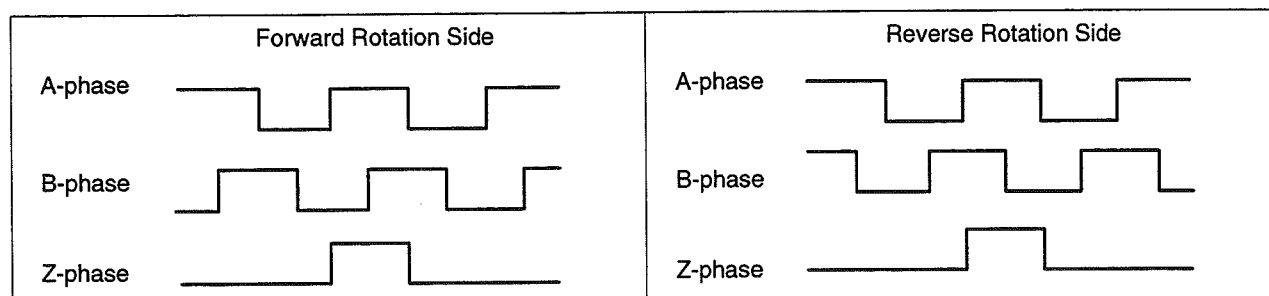 Forward Rotation Side
A-phase
B-phase
Z-phase
Reverse Rotation Side
A-phase
B-phase
Z-phase